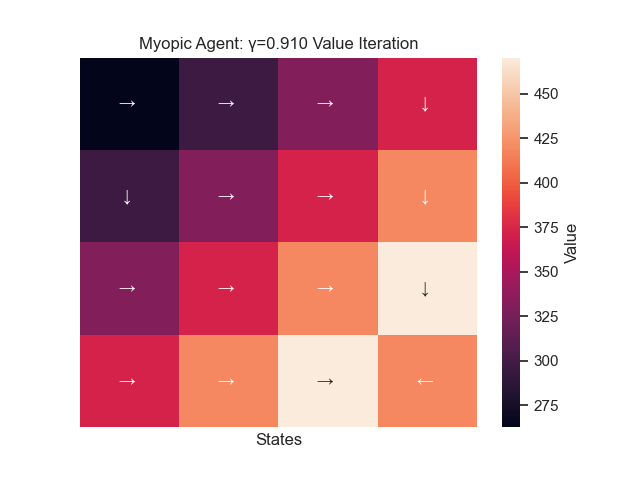 Myopic Agent: γ=0.910 Value Iteration
→ → → ↓
↓ → → ↓
→ → → ↓
→ → → ←
States
450
425
400
375
350
325
300
275
Value